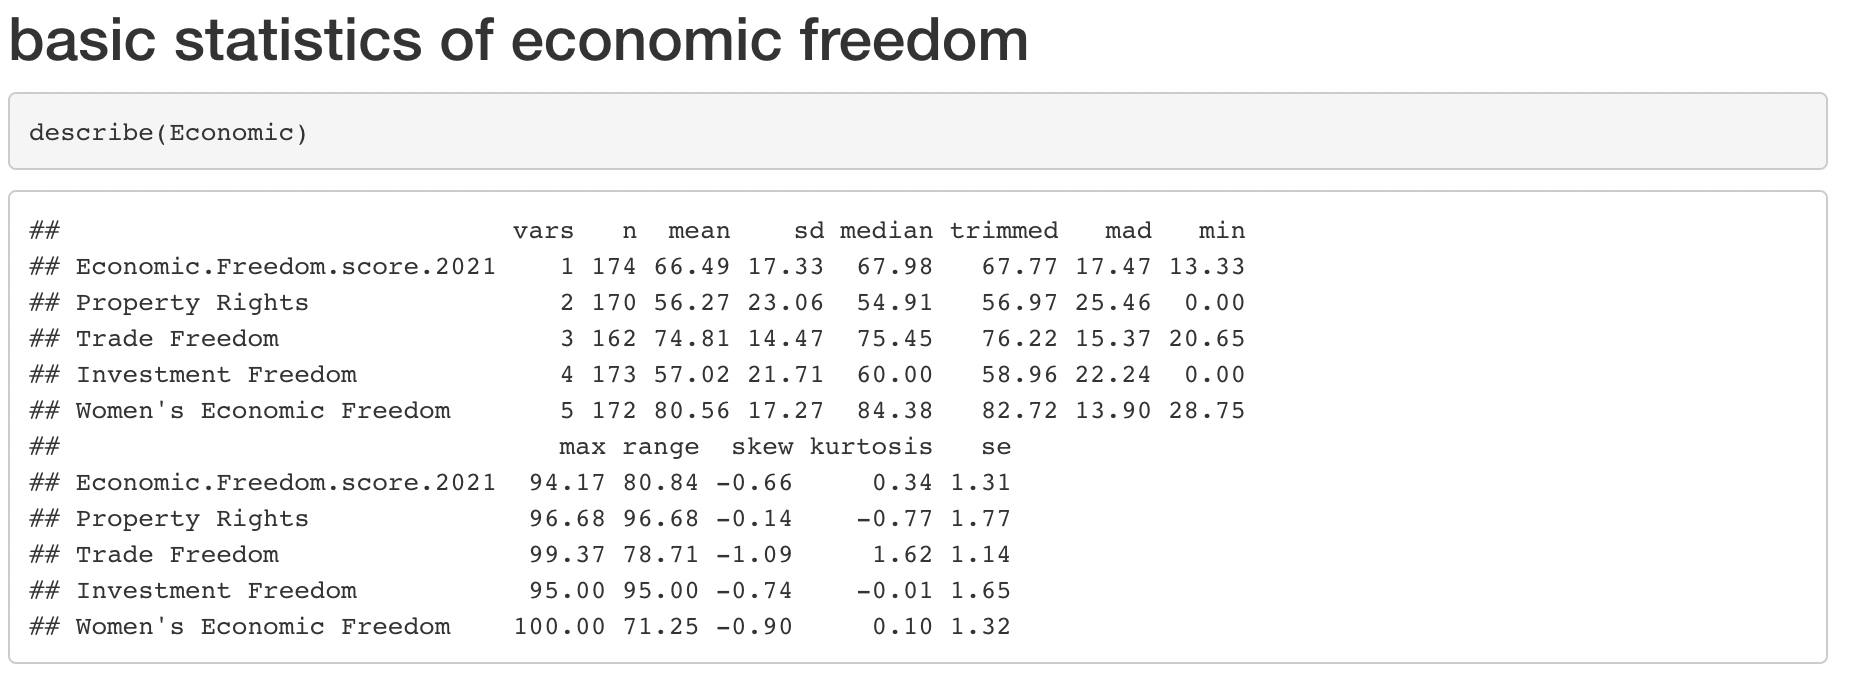 basic statistics of economic freedom
describe(Economic)
##                             vars   n  mean    sd median trimmed   mad   min
## Economic.Freedom.score.2021    1 174 66.49 17.33  67.98   67.77 17.47 13.33
## Property Rights                2 170 56.27 23.06  54.91   56.97 25.46  0.00
## Trade Freedom                  3 162 74.81 14.47  75.45   76.22 15.37 20.65
## Investment Freedom             4 173 57.02 21.71  60.00   58.96 22.24  0.00
## Women's Economic Freedom       5 172 80.56 17.27  84.38   82.72 13.90 28.75
##                                max range  skew kurtosis   se
## Economic.Freedom.score.2021  94.17 80.84 -0.66     0.34 1.31
## Property Rights              96.68 96.68 -0.14    -0.77 1.77
## Trade Freedom                99.37 78.71 -1.09     1.62 1.14
## Investment Freedom           95.00 95.00 -0.74    -0.01 1.65
## Women's Economic Freedom    100.00 71.25 -0.90     0.10 1.32